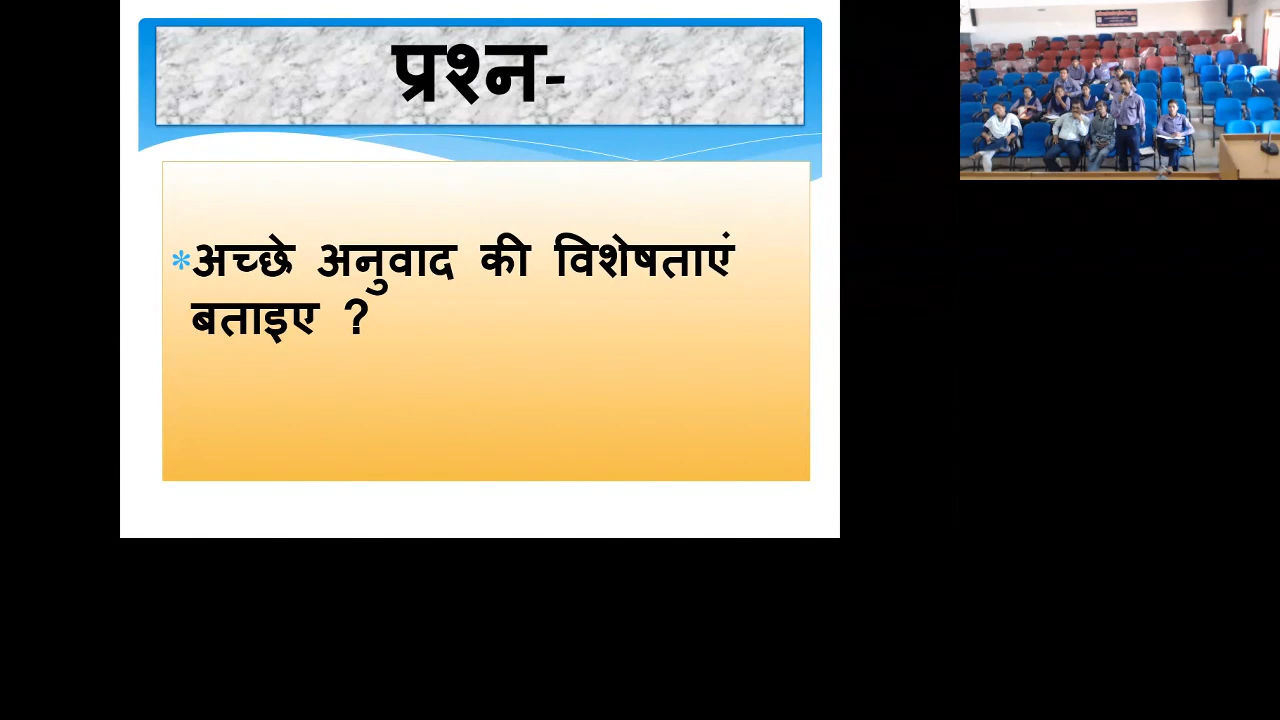 प्रश्न-
*अच्छे अनुवाद की विशेषताएं
बताइए ?